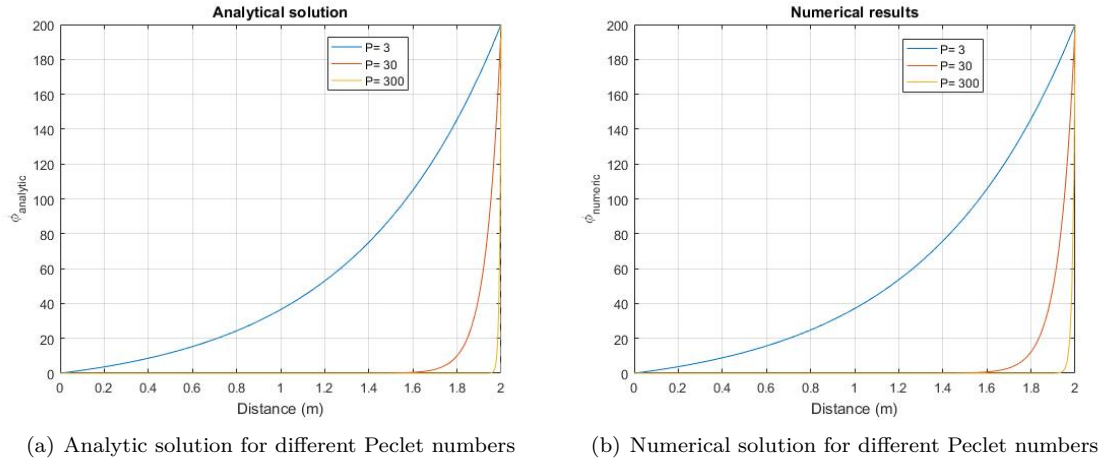 Analytical solution
200
180
160
140
120
100
80
60
40
20
0
ϕanalytic
P= 3
P= 30
P= 300
0 0.2 0.4 0.6 0.8 1 1.2 1.4 1.6 1.8 2
Distance (m)
(a) Analytic solution for different Peclet numbers
Numerical results
200
180
160
140
120
100
80
60
40
20
0
ϕnumeric
P= 3
P= 30
P= 300
0 0.2 0.4 0.6 0.8 1 1.2 1.4 1.6 1.8 2
Distance (m)
(b) Numerical solution for different Peclet numbers